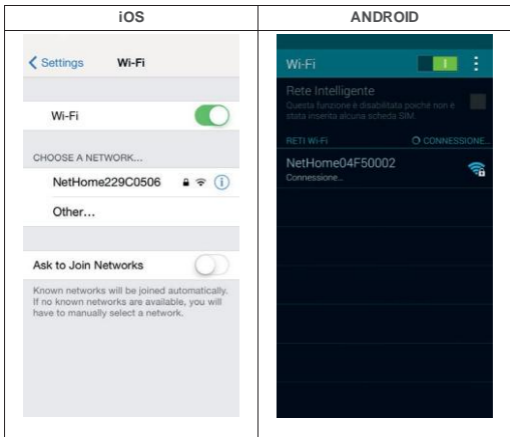 iOS
ANDROID
Settings
Wi-Fi
Wi-Fi
CHOOSE A NETWORK...
NetHome229C0506
Other...
Ask to Join Networks
Known networks will be joined automatically.
If no known networks are available, you will
have to manually select a network.
Wi-Fi
Rete Intelligente
Questa funzione è disabilitata poiché non è
stata inserita alcuna scheda SIM.
RETI Wi-Fi
CONNESSIONE...
NetHome04F50002
Connessione...